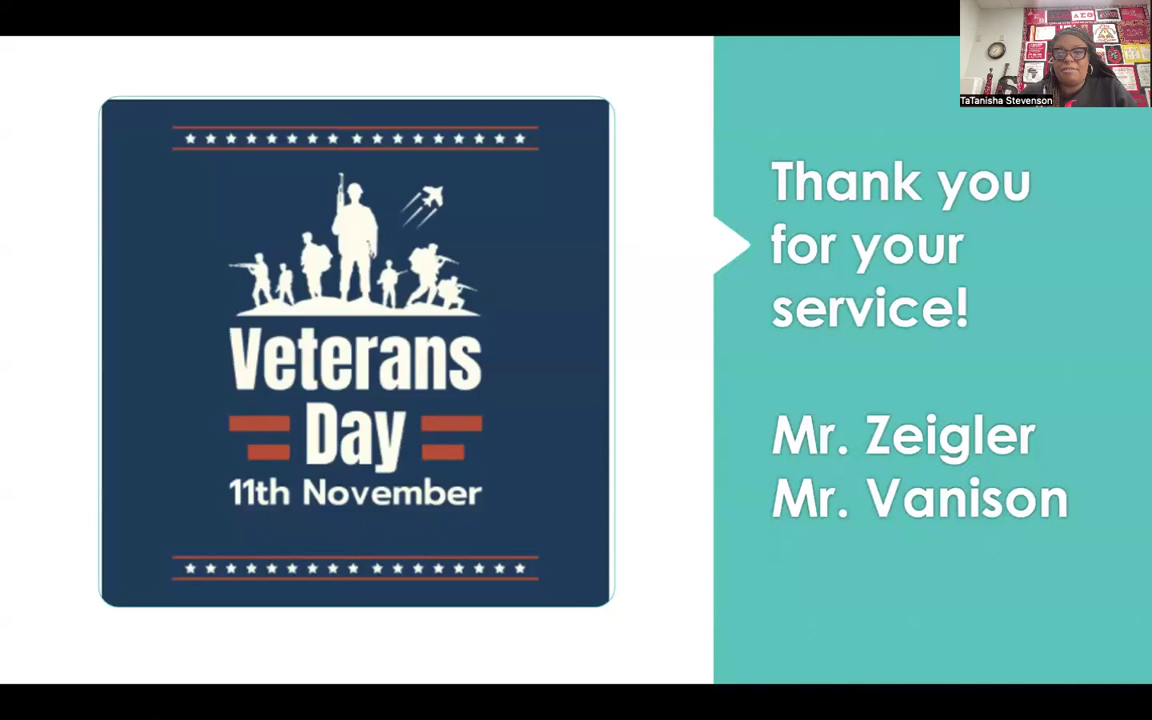 TaTanisha Stevenson
Veterans
Day
11th November
Thank you
for your
service!
Mr. Zeigler
Mr. Vanison